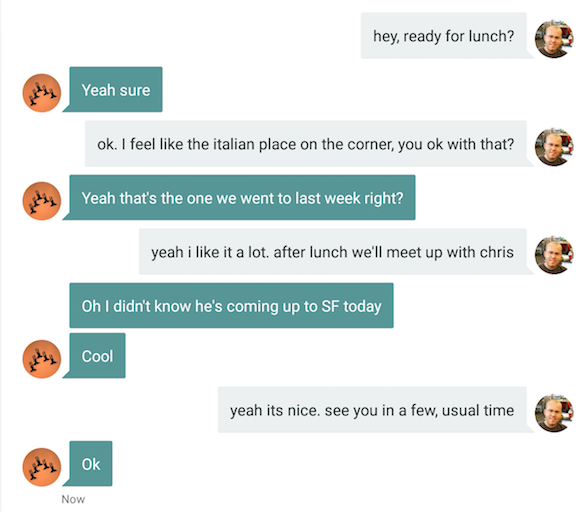 hey, ready for lunch?
Yeah sure
ok. I feel like the italian place on the corner, you ok with that?
Yeah that's the one we went to last week right?
yeah i like it a lot. after lunch we'll meet up with chris
Oh I didn't know he's coming up to SF today
Cool
yeah its nice. see you in a few, usual time
Ok
Now